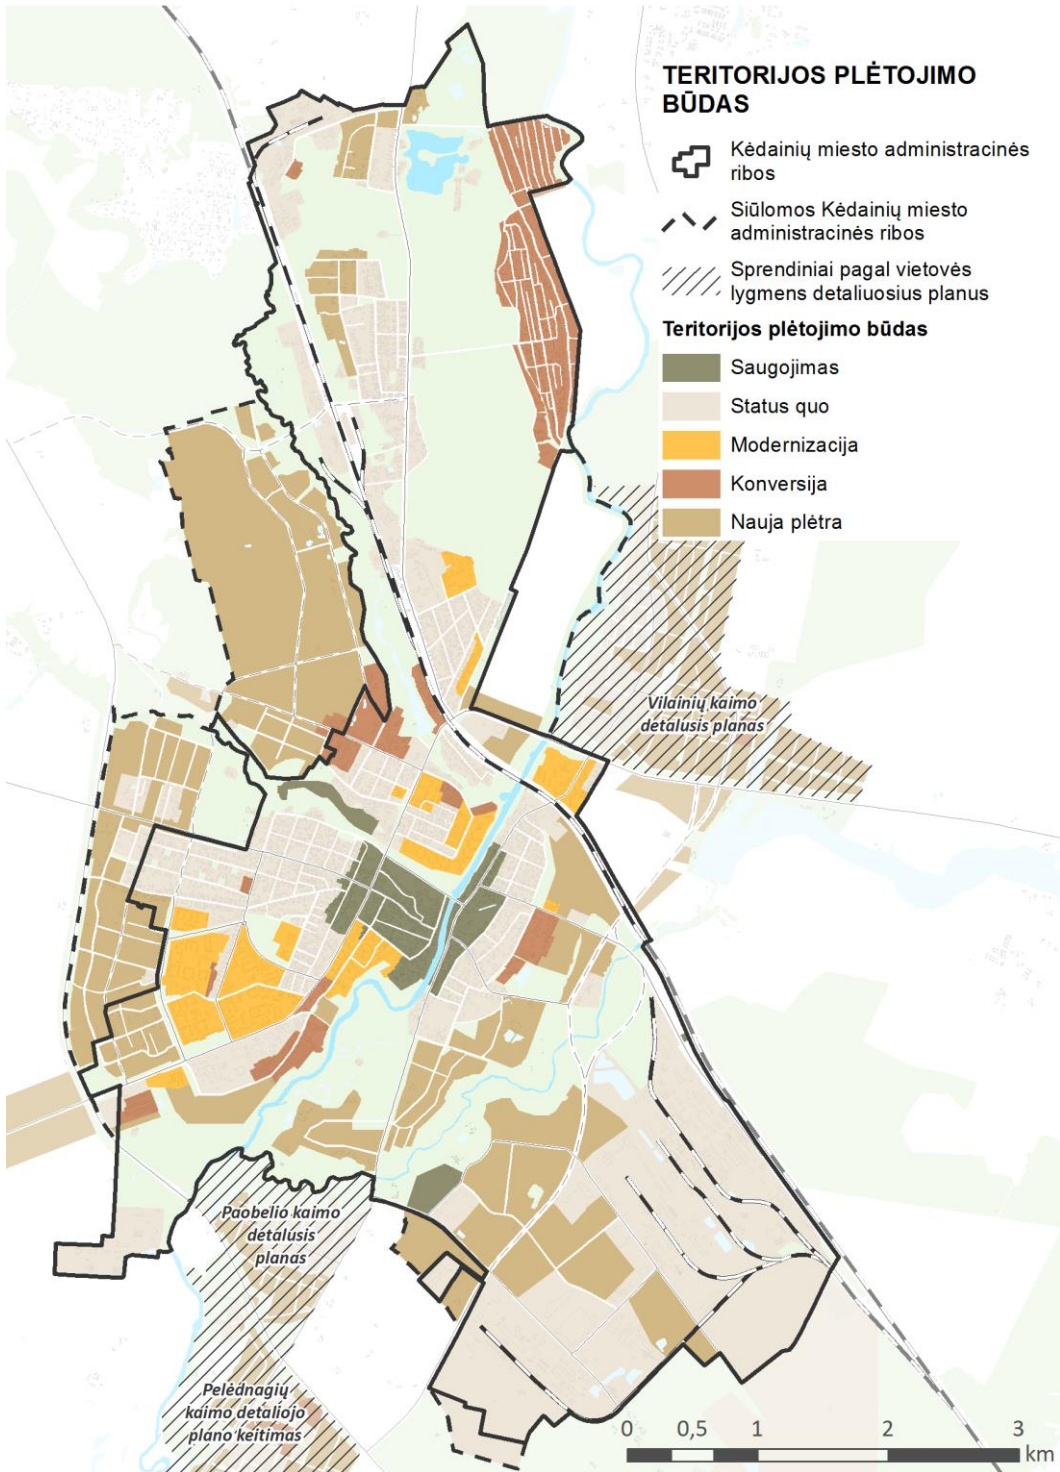 TERITORIJOS PLĖTOJIMO
BŪDAS
Kėdainių miesto administracinės
ribos
Siūlomos Kėdainių miesto
administracinės ribos
Sprendiniai pagal vietovės
lygmens detaliuosius planus
Teritorijos plėtojimo būdas
Saugojimas
Status quo
Modernizacija
Konversija
Nauja plėtra
Vilainių kaimo
detalusis planas
Paobelio kaimo
detalusis
planas
Pelėdnagių
kaimo detaliojo
plano keitimas
0 0,5 1 2 3
km